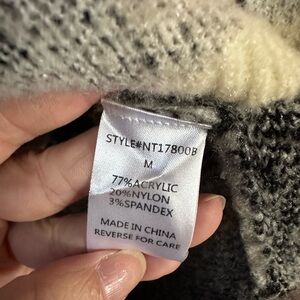 STYLE#NT17800B
M
77%ACRYLIC
20%NYLON
3%SPANDEX
MADE IN CHINA
REVERSE FOR CARE